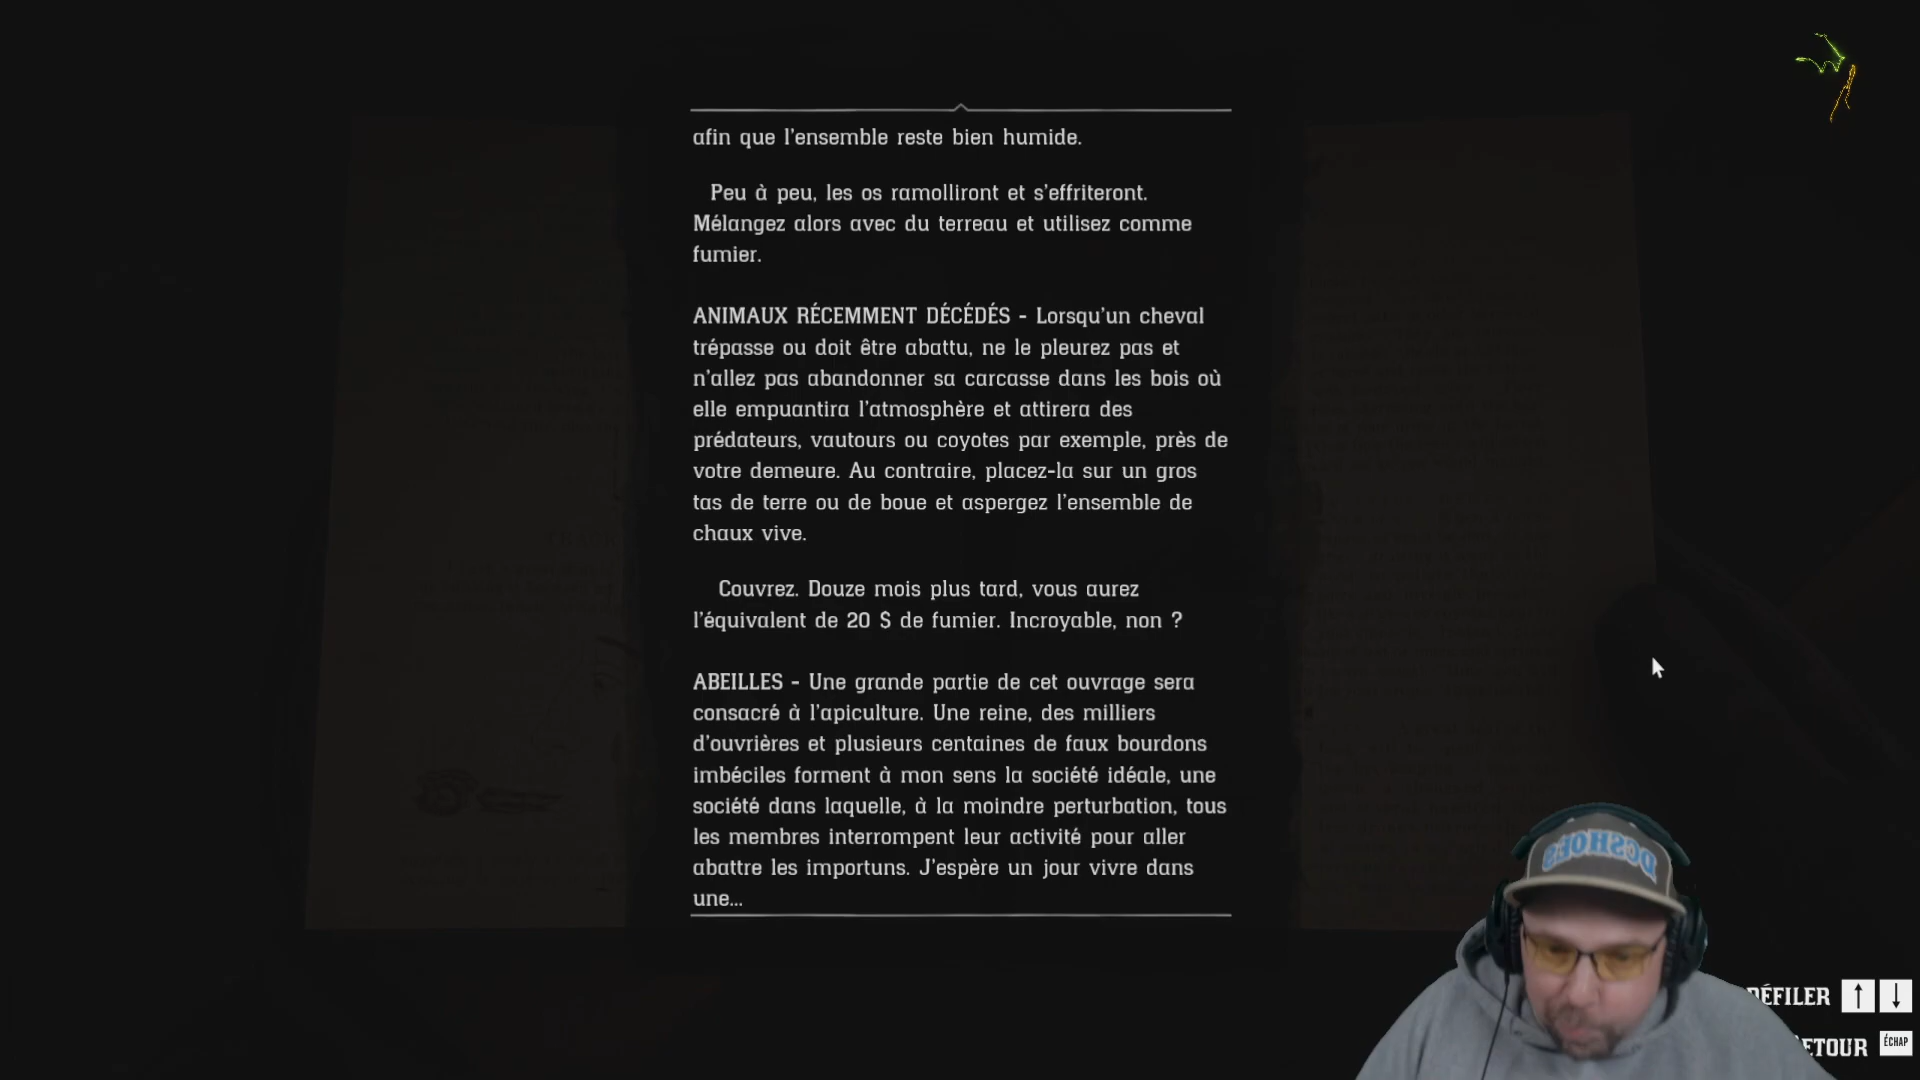 afin que l'ensemble reste bien humide.
Peu à peu, les os ramolliront et s'effriteront.
Mélangez alors avec du terreau et utilisez comme
fumier.
ANIMAUX RÉCEMMENT DÉCÉDÉS - Lorsqu'un cheval
trépasse ou doit être abattu, ne le pleurez pas et
n'allez pas abandonner sa carcasse dans les bois où
elle empuantira l'atmosphère et attirera des
prédateurs, vautours ou coyotes par exemple, près de
votre demeure. Au contraire, placez-la sur un gros
tas de terre ou de boue et aspergez l'ensemble de
chaux vive.
Couvrez. Douze mois plus tard, vous aurez
l'équivalent de 20 $ de fumier. Incroyable, non ?
ABEILLES - Une grande partie de cet ouvrage sera
consacré à l'apiculture. Une reine, des milliers
d'ouvrières et plusieurs centaines de faux bourdons
imbéciles forment à mon sens la société idéale, une
société dans laquelle, à la moindre perturbation, tous
les membres interrompent leur activité pour aller
abattre les importuns. J'espère un jour vivre dans
une...
DCSHOES
DÉFILER ↑ ↓
ETOUR ÉCHAP